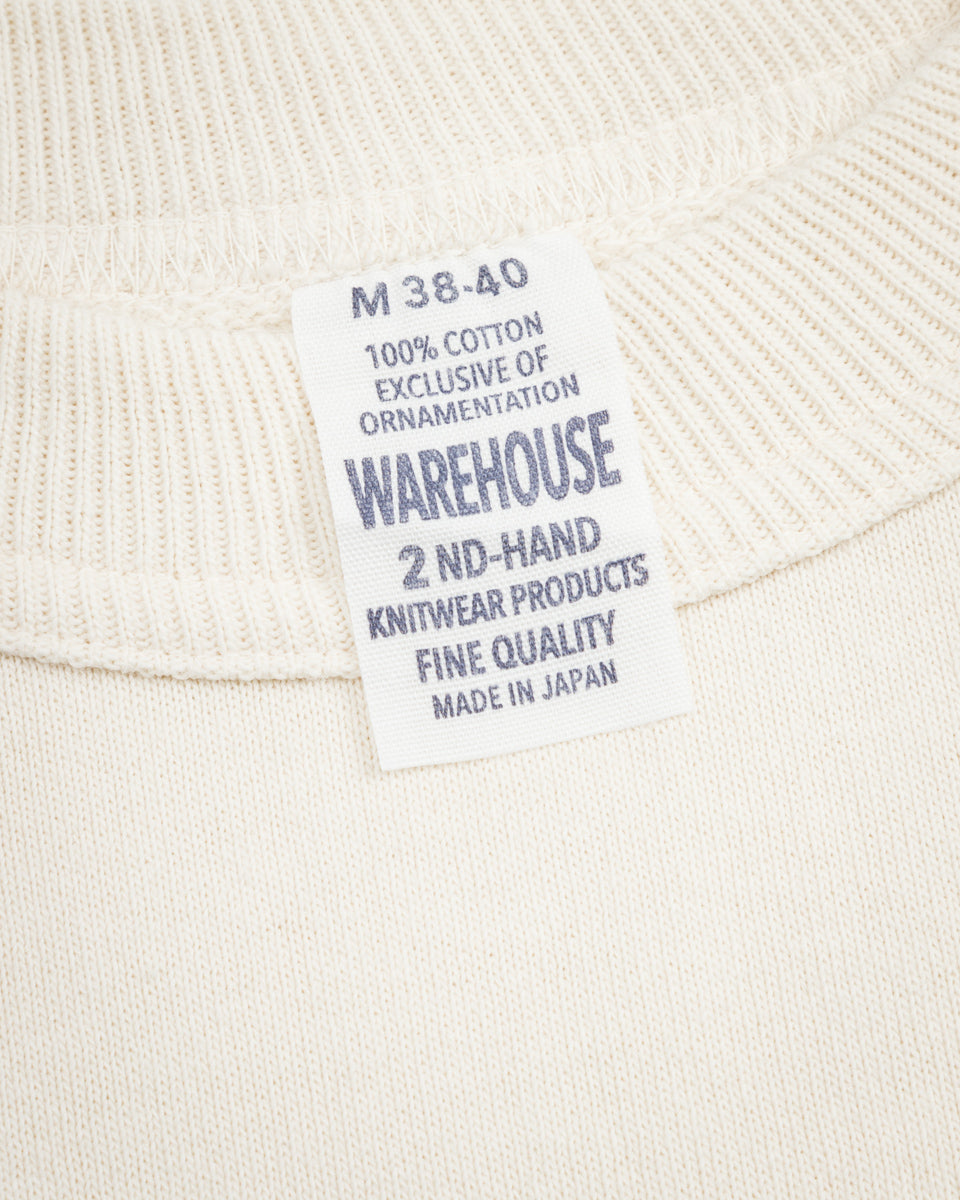 M 38-40
100% COTTON
EXCLUSIVE OF
ORNAMENTATION
WAREHOUSE
2 ND-HAND
KNITWEAR PRODUCTS
FINE QUALITY
MADE IN JAPAN